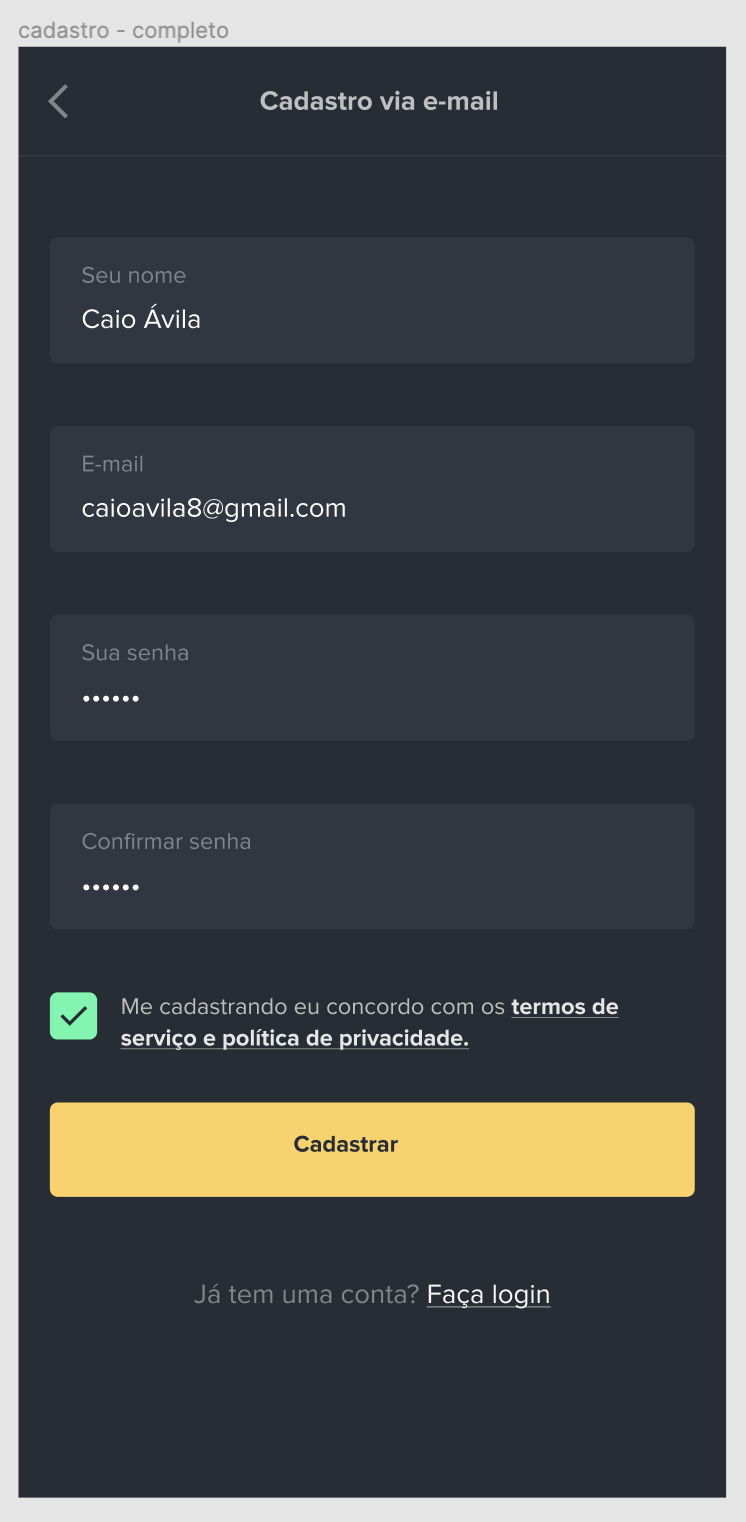 cadastro - completo
Cadastro via e-mail
Seu nome
Caio Ávila
E-mail
caioavila8@gmail.com
Sua senha
••••••
Confirmar senha
••••••
Me cadastrando eu concordo com os termos de
serviço e política de privacidade.
Cadastrar
Já tem uma conta? Faça login